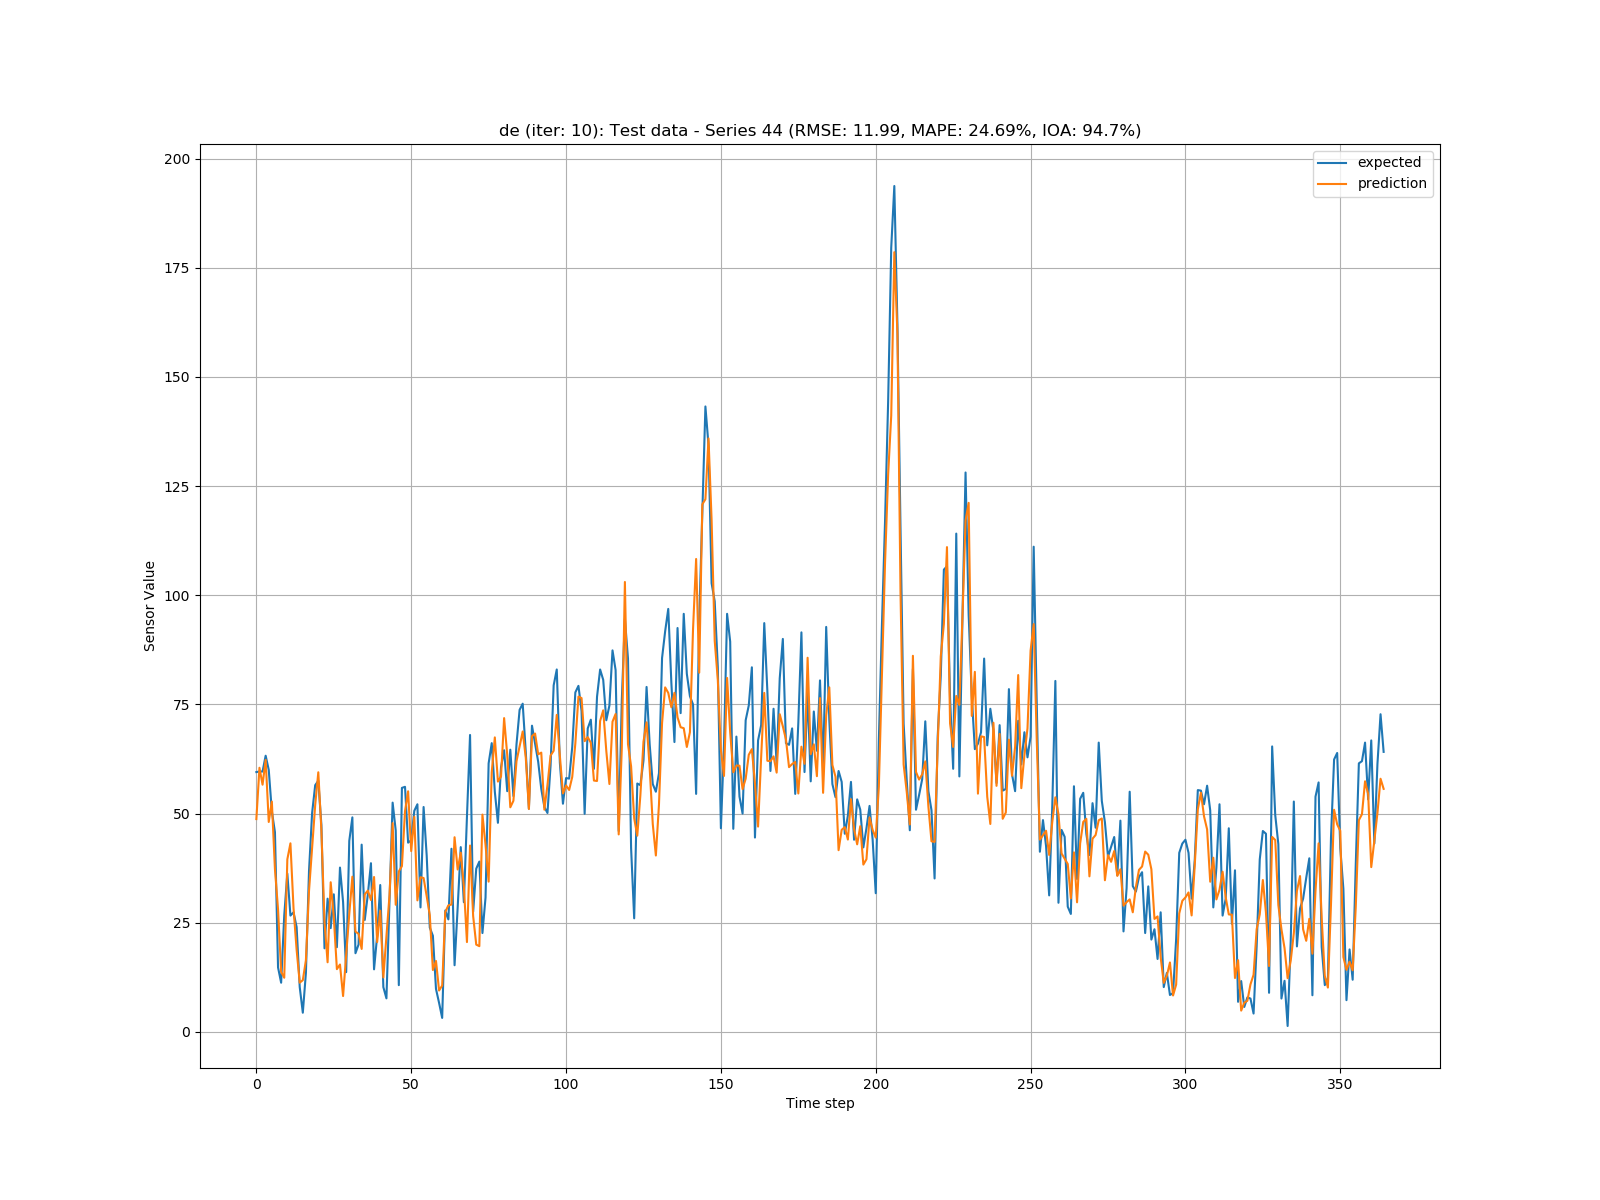 de (iter: 10): Test data - Series 44 (RMSE: 11.99, MAPE: 24.69%, IOA: 94.7%)
expected
prediction
200
175
150
125
100
75
50
25
0
Sensor Value
0 50 100 150 200 250 300 350
Time step